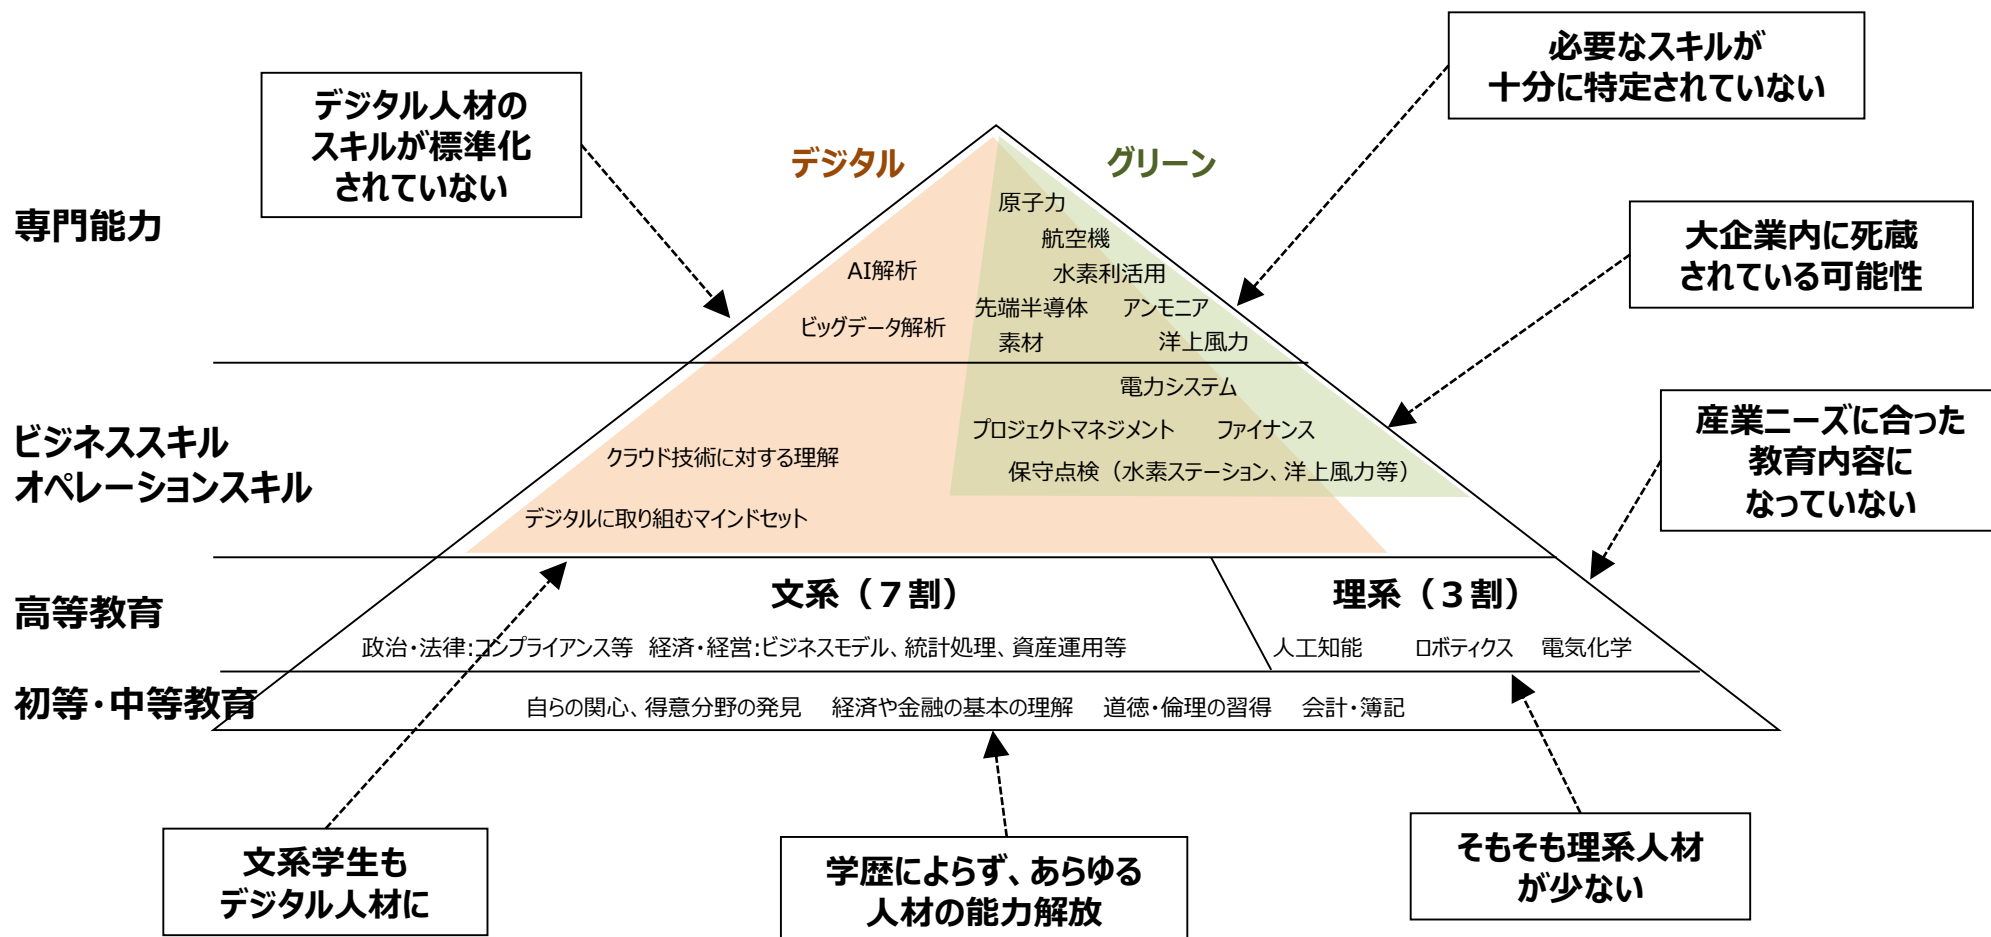 必要なスキルが
十分に特定されていない
デジタル人材の
スキルが標準化
されていない
デジタル
グリーン
専門能力
原子力
航空機
AI解析
水素利活用
先端半導体
アンモニア
ビッグデータ解析
素材
洋上風力
大企業内に死蔵
されている可能性
ビジネススキル
オペレーションスキル
電力システム
プロジェクトマネジメント
ファイナンス
クラウド技術に対する理解
保守点検（水素ステーション、洋上風力等）
デジタルに取り組むマインドセット
産業ニーズに合った
教育内容に
なっていない
高等教育
文系（７割）
理系（３割）
政治・法律:コンプライアンス等
経済・経営:ビジネスモデル、統計処理、資産運用等
人工知能
ロボティクス
電気化学
初等・中等教育
自らの関心、得意分野の発見
経済や金融の基本の理解
道徳・倫理の習得
会計・簿記
文系学生も
デジタル人材に
学歴によらず、あらゆる
人材の能力解放
そもそも理系人材
が少ない